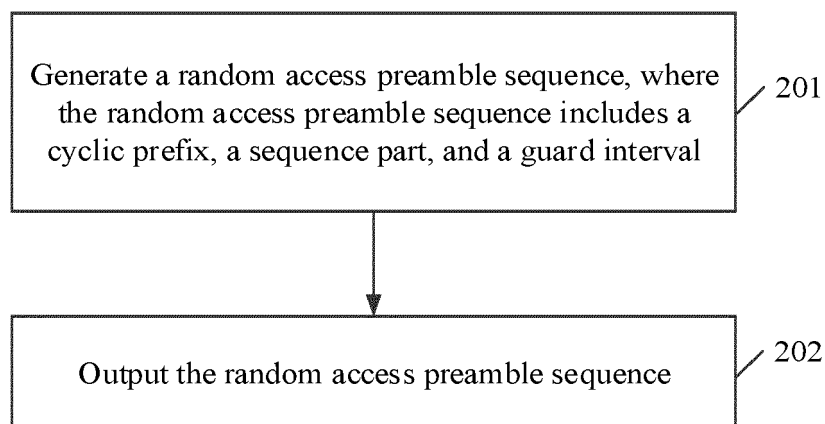 Generate a random access preamble sequence, where
the random access preamble sequence includes a
cyclic prefix, a sequence part, and a guard interval
201
Output the random access preamble sequence
202